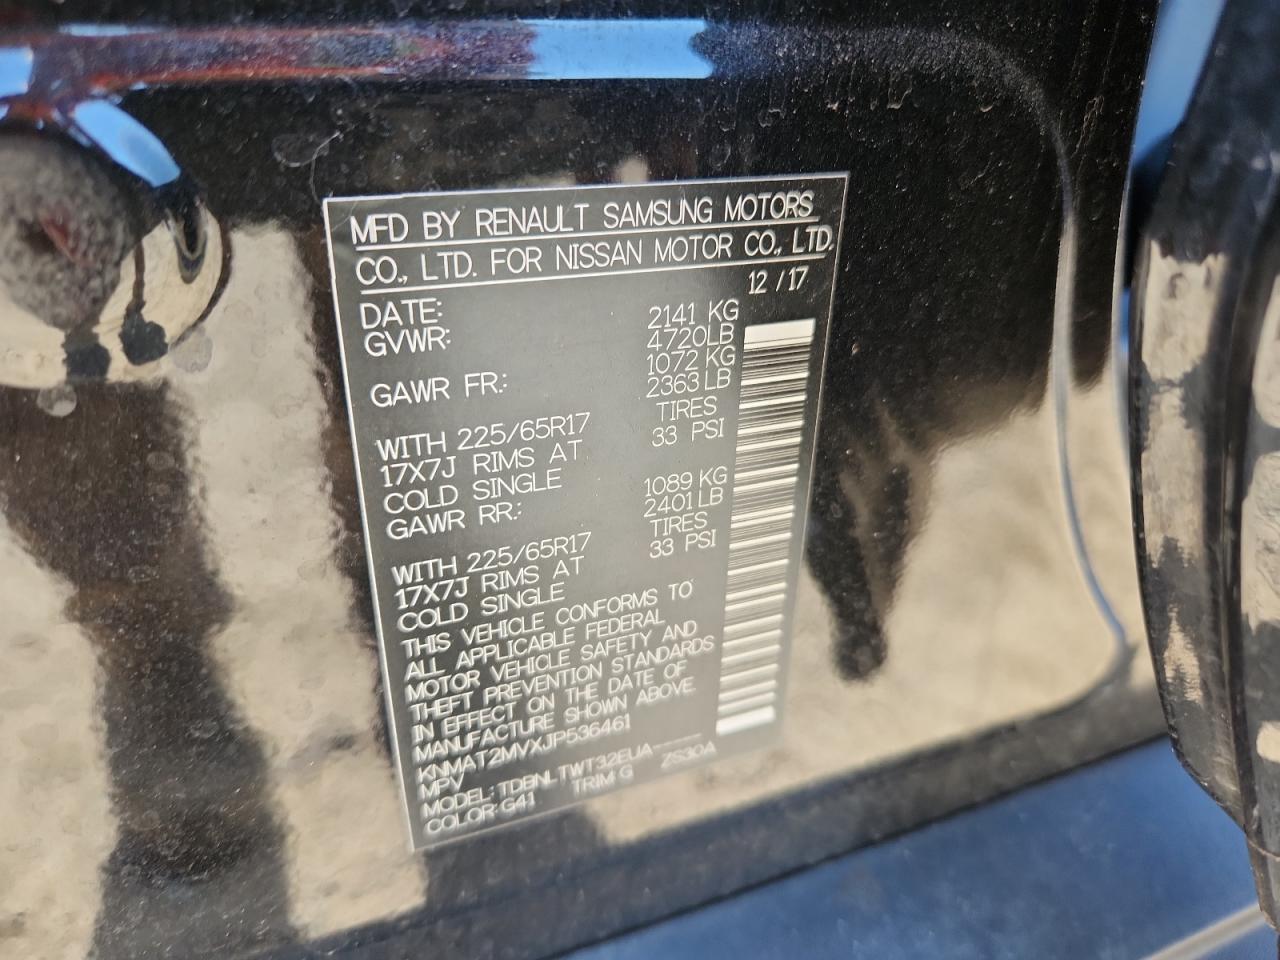 MFD BY RENAULT SAMSUNG MOTORS
CO., LTD. FOR NISSAN MOTOR CO., LTD.
DATE: 12 /17
GVWR: 2141 KG
4720LB
GAWR FR.: 1072 KG
2363 LB
WITH 225/65R17 TIRES
17X7J RIMS AT 33 PSI
COLD SINGLE
GAWR RR.: 1089 KG
2401 LB
WITH 225/65R17 TIRES
17X7J RIMS AT 33 PSI
COLD SINGLE
THIS VEHICLE CONFORMS TO
ALL APPLICABLE FEDERAL
MOTOR VEHICLE SAFETY AND
THEFT PREVENTION STANDARDS
IN EFFECT ON THE DATE OF
MANUFACTURE SHOWN ABOVE.
KNMAT2MVXJP536461
MPV
MODEL: TDBNLTWT32EUA-----
COLOR: G41 TRIM G ZS30A